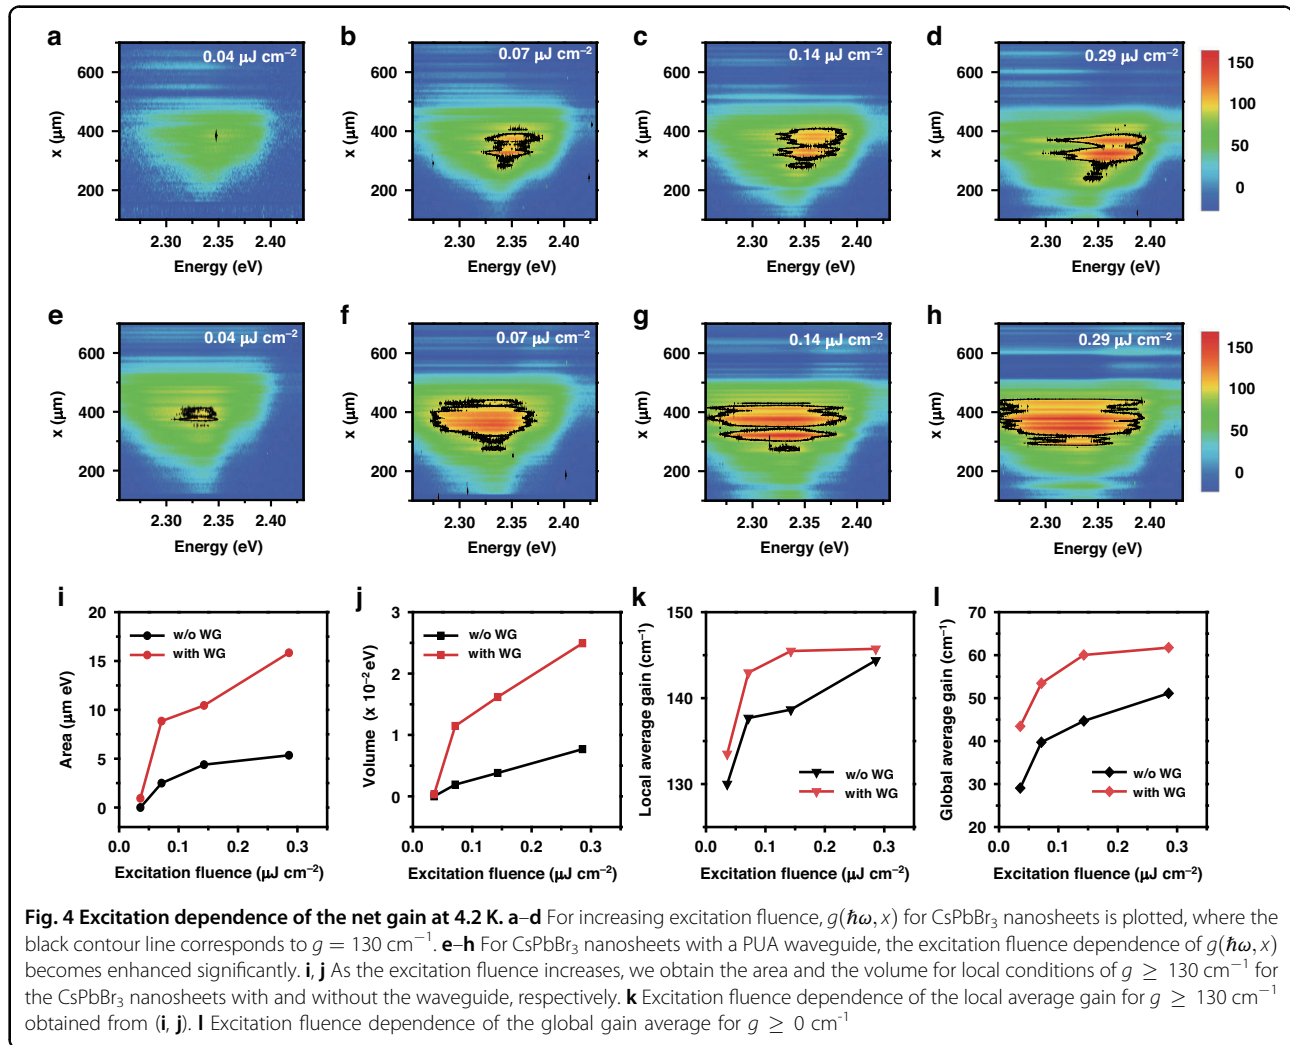 a b c d
0.04 μJ cm⁻² 0.07 μJ cm⁻² 0.14 μJ cm⁻² 0.29 μJ cm⁻²
x (μm) x (μm) x (μm) x (μm)
600 600 600 600 150
400 400 400 400 100
200 200 200 200 50
0
2.30 2.35 2.40 2.30 2.35 2.40 2.30 2.35 2.40 2.30 2.35 2.40
Energy (eV) Energy (eV) Energy (eV) Energy (eV)
e f g h
0.04 μJ cm⁻² 0.07 μJ cm⁻² 0.14 μJ cm⁻² 0.29 μJ cm⁻²
x (μm) x (μm) x (μm) x (μm)
600 600 600 600 150
400 400 400 400 100
200 200 200 200 50
0
2.30 2.35 2.40 2.30 2.35 2.40 2.30 2.35 2.40 2.30 2.35 2.40
Energy (eV) Energy (eV) Energy (eV) Energy (eV)
i
Area (μm eV)
20
15
10
5
0
w/o WG
with WG
0.0 0.1 0.2 0.3
Excitation fluence (μJ cm⁻²)
j
Volume (x 10⁻² eV)
3
2
1
0
w/o WG
with WG
0.0 0.1 0.2 0.3
Excitation fluence (μJ cm⁻²)
k
Local average gain (cm⁻¹)
150
140
130
w/o WG
with WG
0.0 0.1 0.2 0.3
Excitation fluence (μJ cm⁻²)
l
Global average gain (cm⁻¹)
70
60
50
40
30
20
w/o WG
with WG
0.0 0.1 0.2 0.3
Excitation fluence (μJ cm⁻²)
Fig. 4 Excitation dependence of the net gain at 4.2 K. a–d For increasing excitation fluence, g(ℏω, x) for CsPbBr₃ nanosheets is plotted, where the
black contour line corresponds to g = 130 cm⁻¹. e–h For CsPbBr₃ nanosheets with a PUA waveguide, the excitation fluence dependence of g(ℏω, x)
becomes enhanced significantly. i, j As the excitation fluence increases, we obtain the area and the volume for local conditions of g ≥ 130 cm⁻¹ for
the CsPbBr₃ nanosheets with and without the waveguide, respectively. k Excitation fluence dependence of the local average gain for g ≥ 130 cm⁻¹
obtained from (i, j). l Excitation fluence dependence of the global gain average for g ≥ 0 cm⁻¹